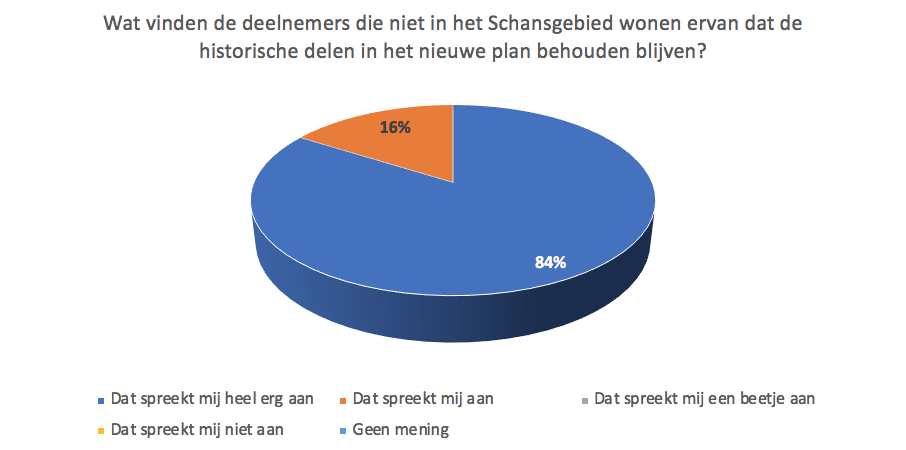 Wat vinden de deelnemers die niet in het Schansgebied wonen ervan dat de
historische delen in het nieuwe plan behouden blijven?
16%
84%
Dat spreekt mij heel erg aan
Dat spreekt mij aan
Dat spreekt mij een beetje aan
Dat spreekt mij niet aan
Geen mening